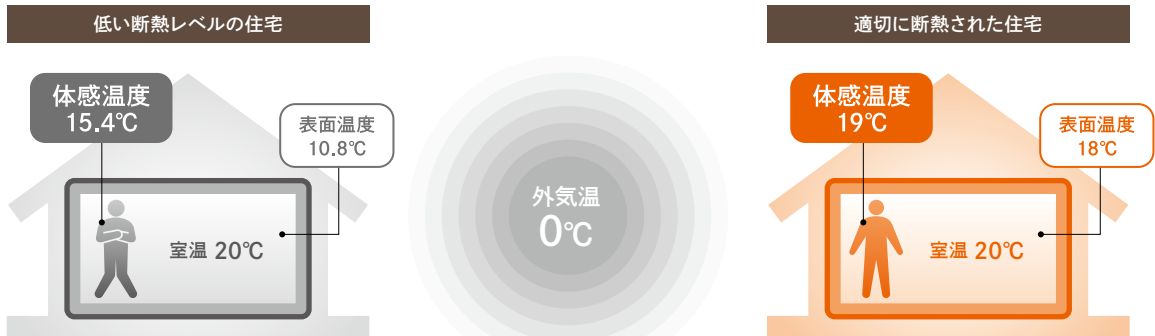 低い断熱レベルの住宅
体感温度
15.4℃
表面温度
10.8℃
室温 20℃
外気温
0℃
適切に断熱された住宅
体感温度
19℃
表面温度
18℃
室温 20℃